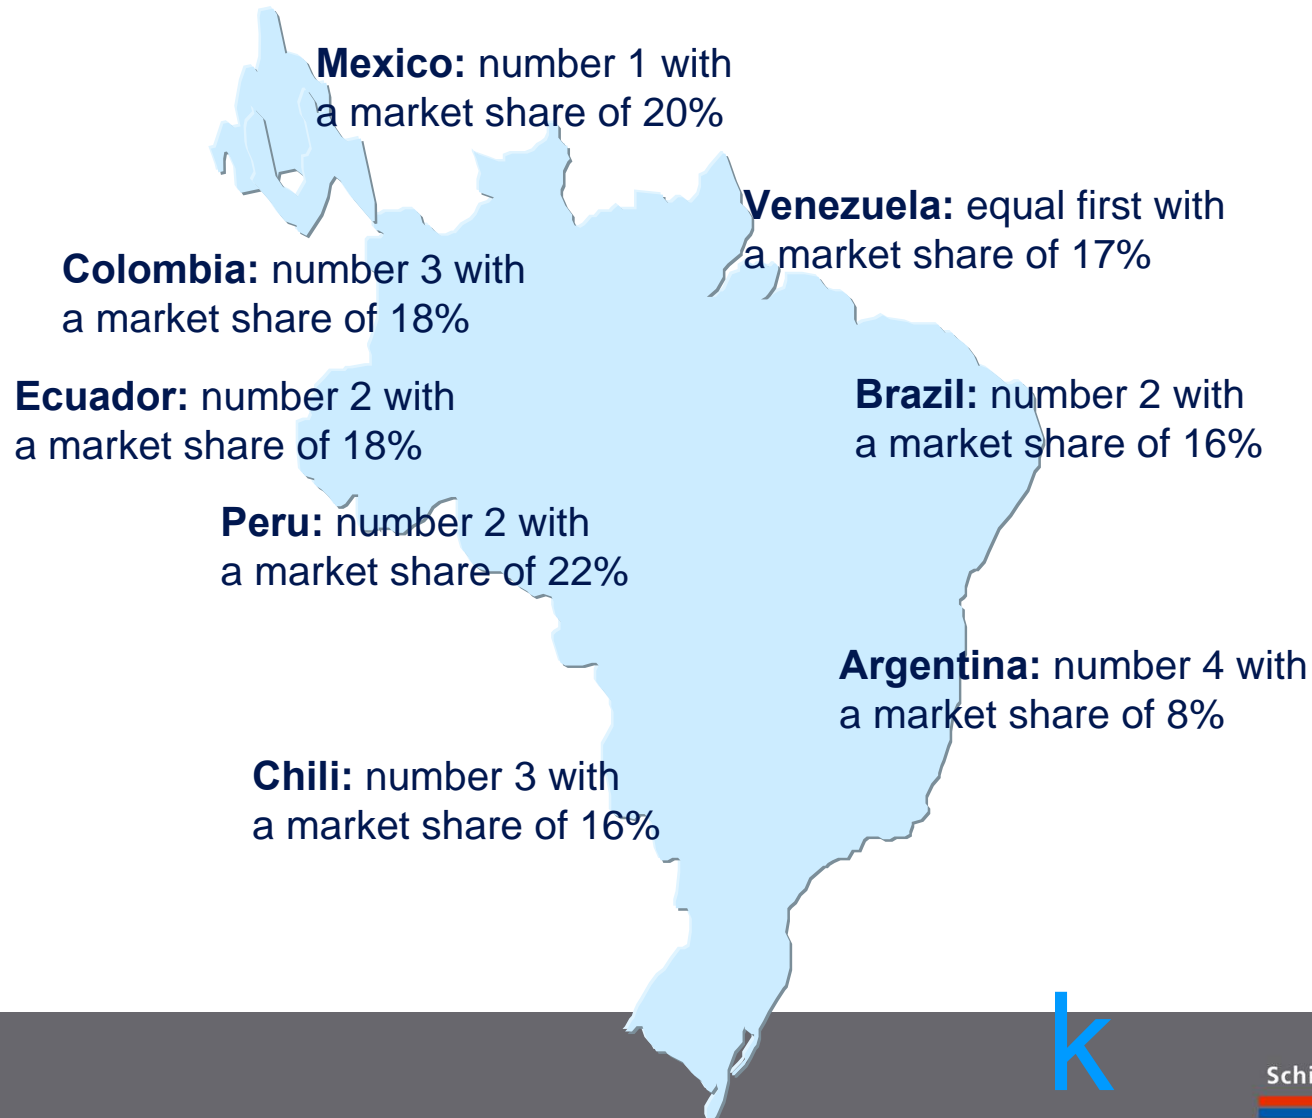 Mexico: number 1 with
a market share of 20%
Venezuela: equal first with
a market share of 17%
Colombia: number 3 with
a market share of 18%
Ecuador: number 2 with
a market share of 18%
Brazil: number 2 with
a market share of 16%
Peru: number 2 with
a market share of 22%
Argentina: number 4 with
a market share of 8%
Chili: number 3 with
a market share of 16%
k
Schi